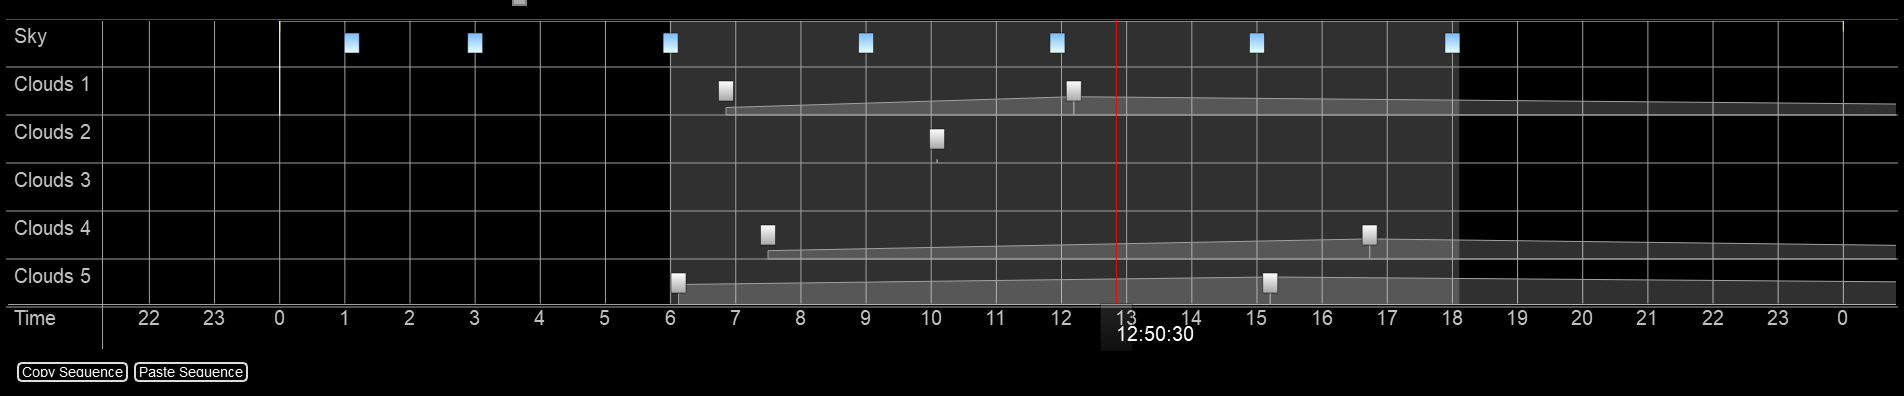 Sky
Clouds 1
Clouds 2
Clouds 3
Clouds 4
Clouds 5
Time 22 23 0 1 2 3 4 5 6 7 8 9 10 11 12 13 14 15 16 17 18 19 20 21 22 23 0
12:50:30
Copy Sequence Paste Sequence